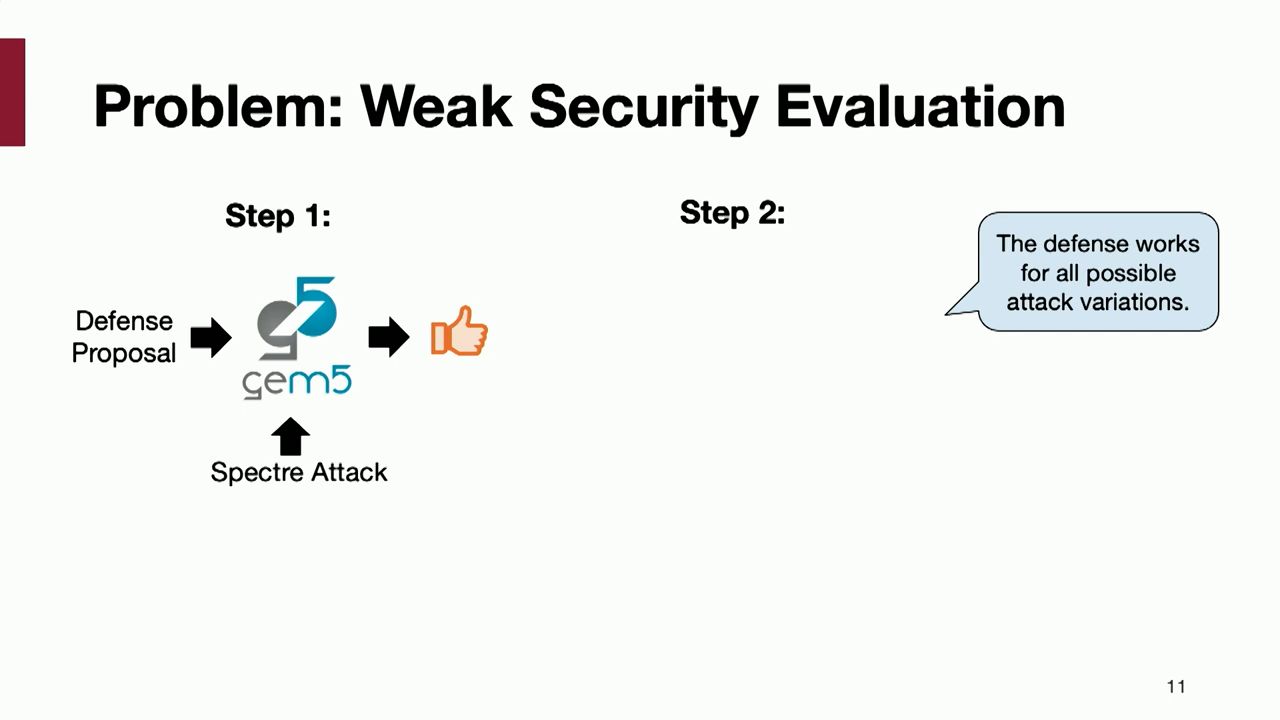 Problem: Weak Security Evaluation
Step 1:
Defense
Proposal
gem5
Spectre Attack
Step 2:
The defense works
for all possible
attack variations.
11